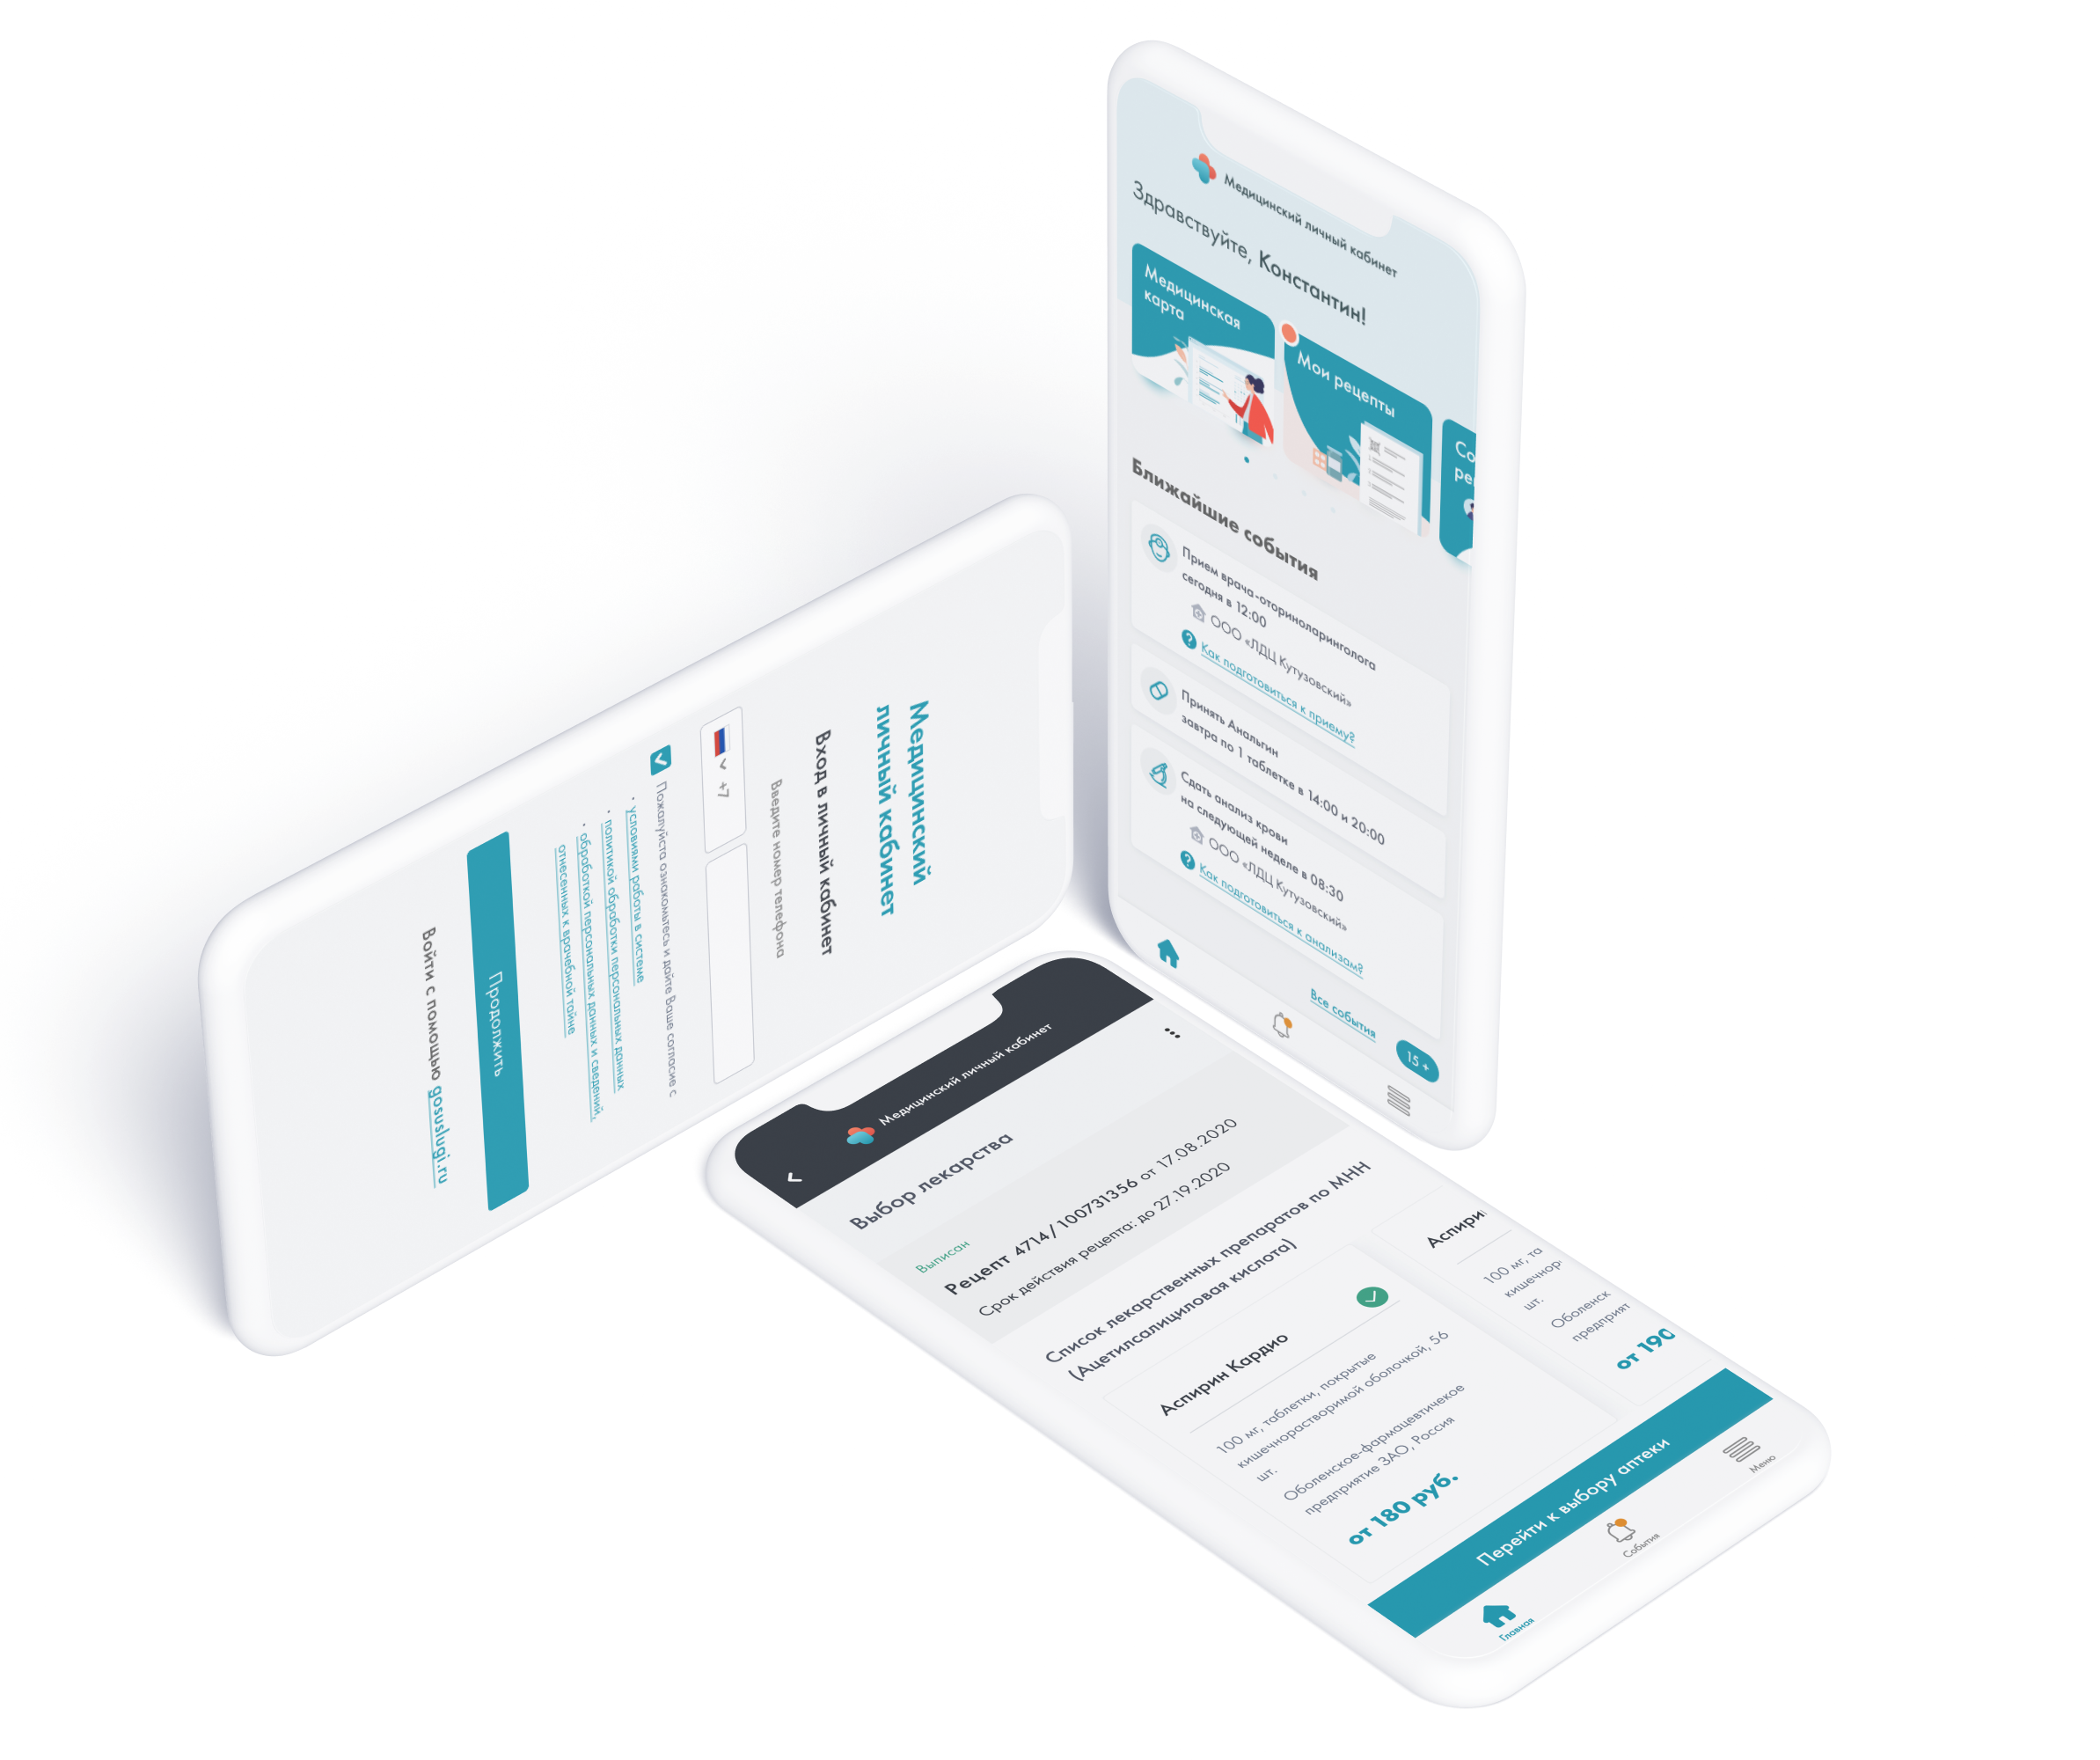 Медицинский
личный кабинет
Вход в личный кабинет
Введите номер телефона
+7
Пожалуйста ознакомьтесь и дайте Ваше согласие с
· условиями работы в системе
· политикой обработки персональных данных
· обработкой персональных данных и сведений,
отнесенных к врачебной тайне
Продолжить
Войти с помощью gosuslugi.ru
Медицинский личный кабинет
Здравствуйте, Константин!
Медицинская
карта
Мои рецепты
Со
ре
Ближайшие события
Прием врача-оториноларинголога
сегодня в 12:00
ООО «ЛДЦ Кутузовский»
? Как подготовиться к приему?
Принять Анальгин
завтра по 1 таблетке в 14:00 и 20:00
Сдать анализ крови
на следующей неделе в 08:30
ООО «ЛДЦ Кутузовский»
? Как подготовиться к анализам?
Все события
15 +
Медицинский личный кабинет
Выбор лекарства
Выписан
Рецепт 4714/100731356 от 17.08.2020
Срок действия рецепта: до 27.19.2020
Список лекарственных препаратов по МНН
(Ацетилсалициловая кислота)
Аспирин Кардио
100 мг, таблетки, покрытые
кишечнорастворимой оболочкой, 56
шт.
Оболенское-фармацевтичекое
предприятие ЗАО, Россия
от 180 руб.
Аспирин
100 мг, та
кишечнор
шт.
Оболенск
предприят
от 190
Перейти к выбору аптеки
Главная
События
Меню